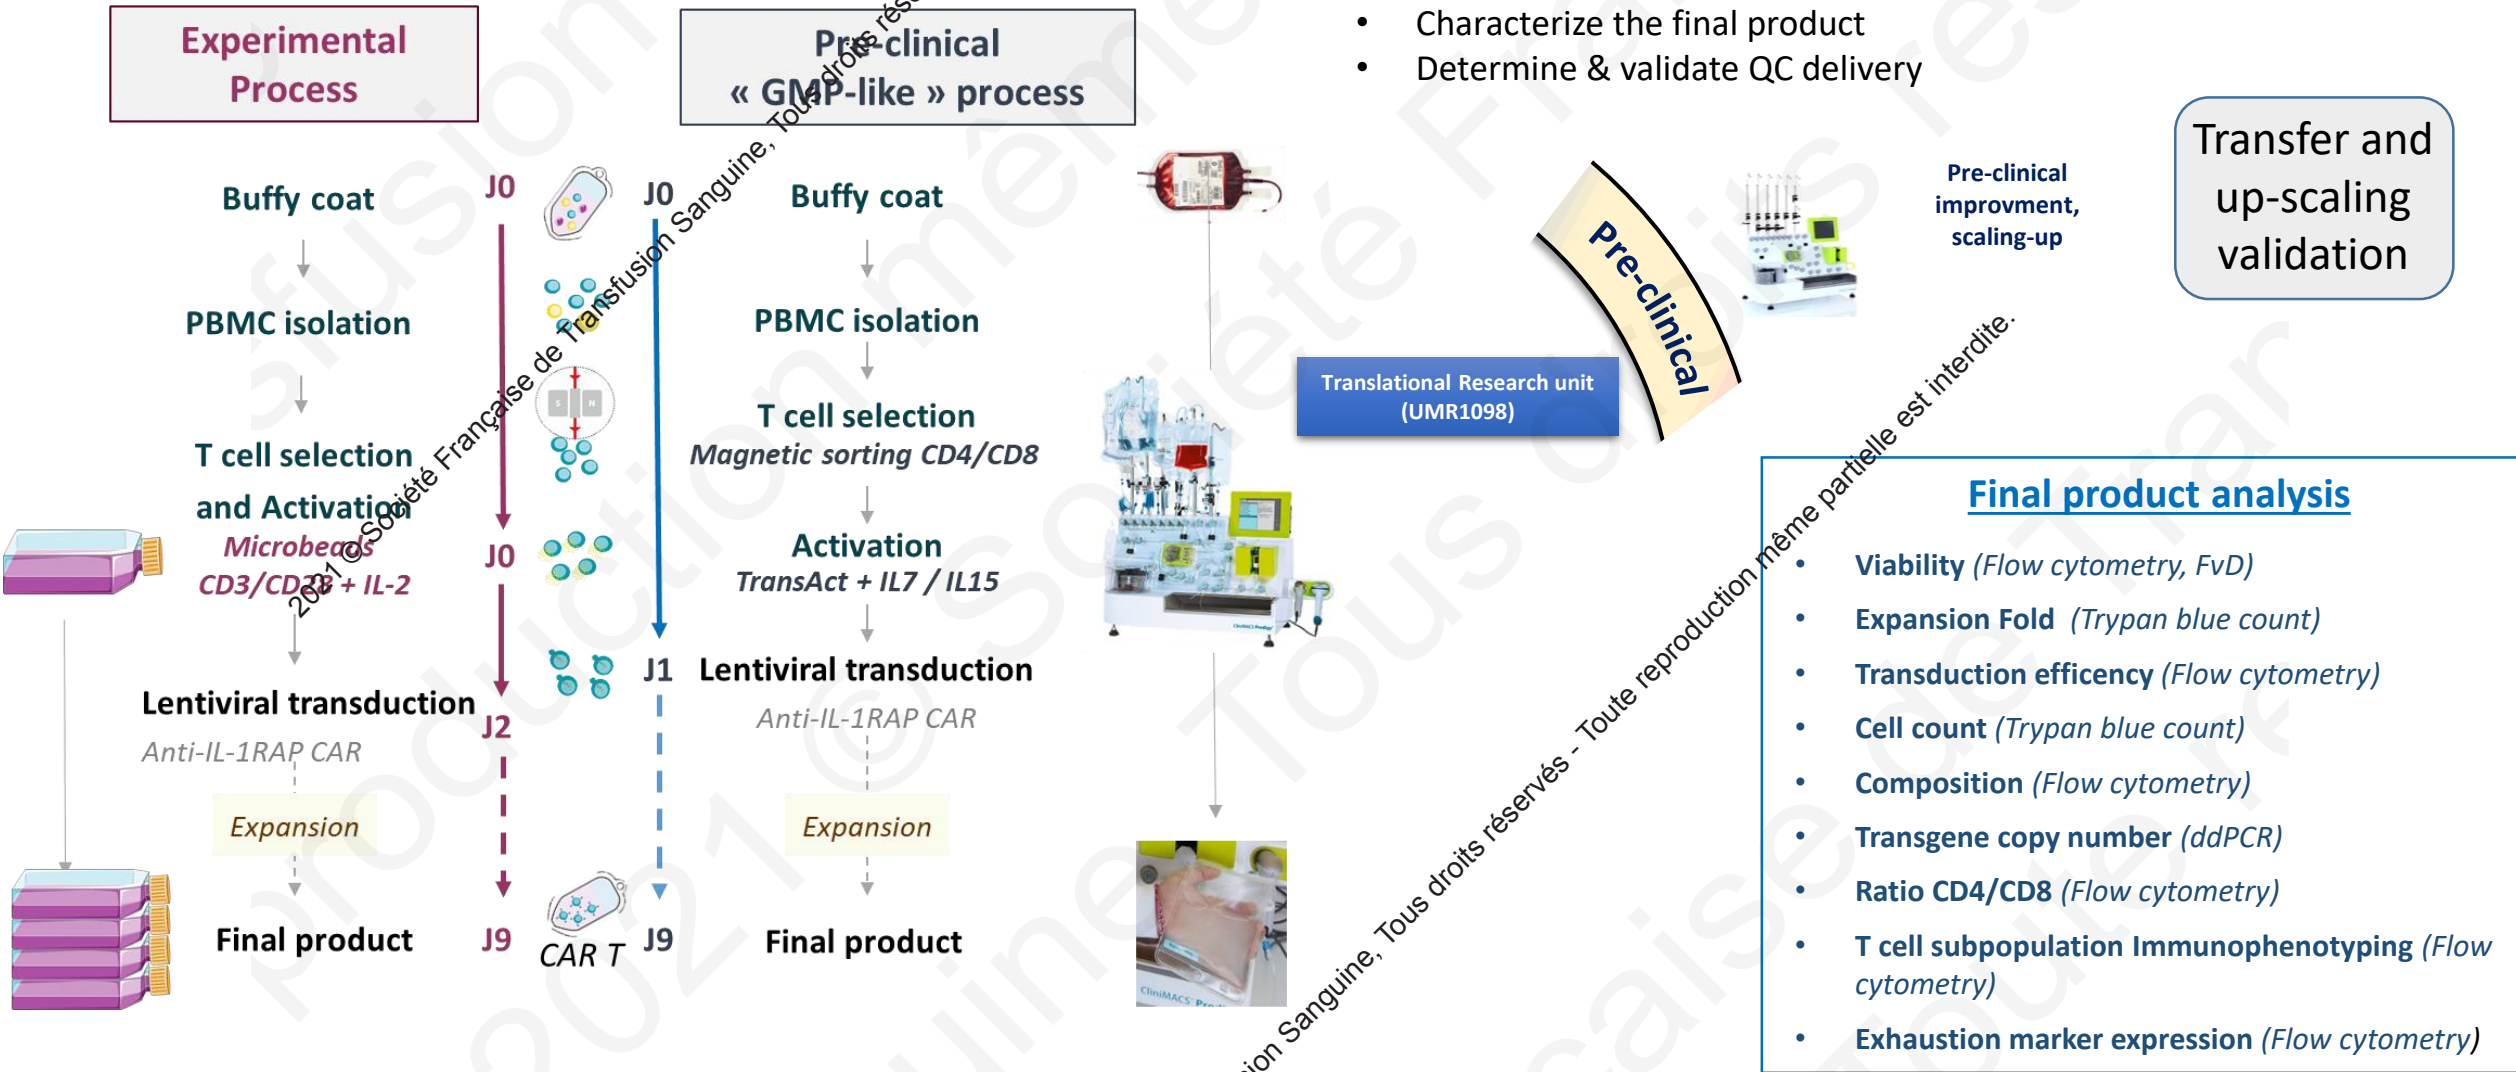 Experimental
Process
Pre-clinical
« GMP-like » process
• Characterize the final product
• Determine & validate QC delivery
Transfer and
up-scaling
validation
Buffy coat
J0
J0
Buffy coat
Pre-clinical
improvment,
scaling-up
Pre-clinical
PBMC isolation
PBMC isolation
Translational Research unit
(UMR1098)
S N
T cell selection
and Activation
Microbeads
CD3/CD28 + IL-2
J0
T cell selection
Magnetic sorting CD4/CD8
Activation
TransAct + IL7 / IL15
CliniMACS Prodigy
Lentiviral transduction
Anti-IL-1RAP CAR
J2
J1
Lentiviral transduction
Anti-IL-1RAP CAR
Expansion
Expansion
Final product
J9
CAR T
J9
Final product
CliniMACS
Final product analysis
• Viability (Flow cytometry, FvD)
• Expansion Fold (Trypan blue count)
• Transduction efficency (Flow cytometry)
• Cell count (Trypan blue count)
• Composition (Flow cytometry)
• Transgene copy number (ddPCR)
• Ratio CD4/CD8 (Flow cytometry)
• T cell subpopulation Immunophenotyping (Flow
cytometry)
• Exhaustion marker expression (Flow cytometry)
2021 © Société Française de Transfusion Sanguine, Tous droits rése
sion Sanguine, Tous droits réservés - Toute reproduction même partielle est interdite.